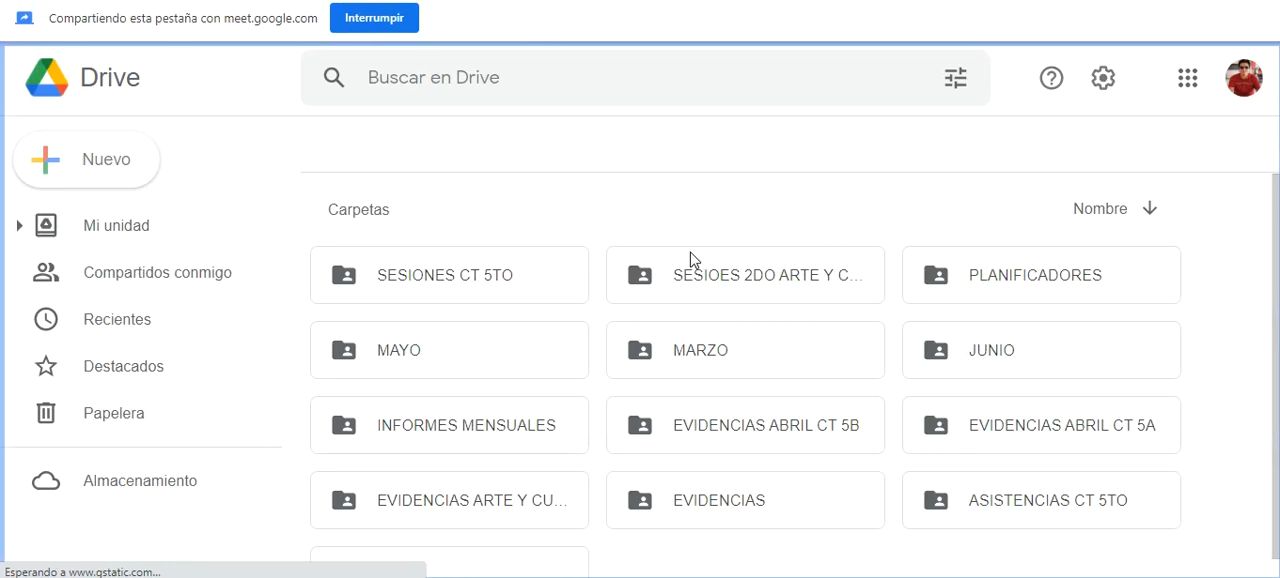 Compartiendo esta pestaña con meet.google.com Interrumpir
Drive
Buscar en Drive
Nuevo
Mi unidad
Compartidos conmigo
Recientes
Destacados
Papelera
Almacenamiento
Carpetas Nombre
SESIONES CT 5TO SESIOES 2DO ARTE Y C... PLANIFICADORES
MAYO MARZO JUNIO
INFORMES MENSUALES EVIDENCIAS ABRIL CT 5B EVIDENCIAS ABRIL CT 5A
EVIDENCIAS ARTE Y CU... EVIDENCIAS ASISTENCIAS CT 5TO
Esperando a www.gstatic.com...